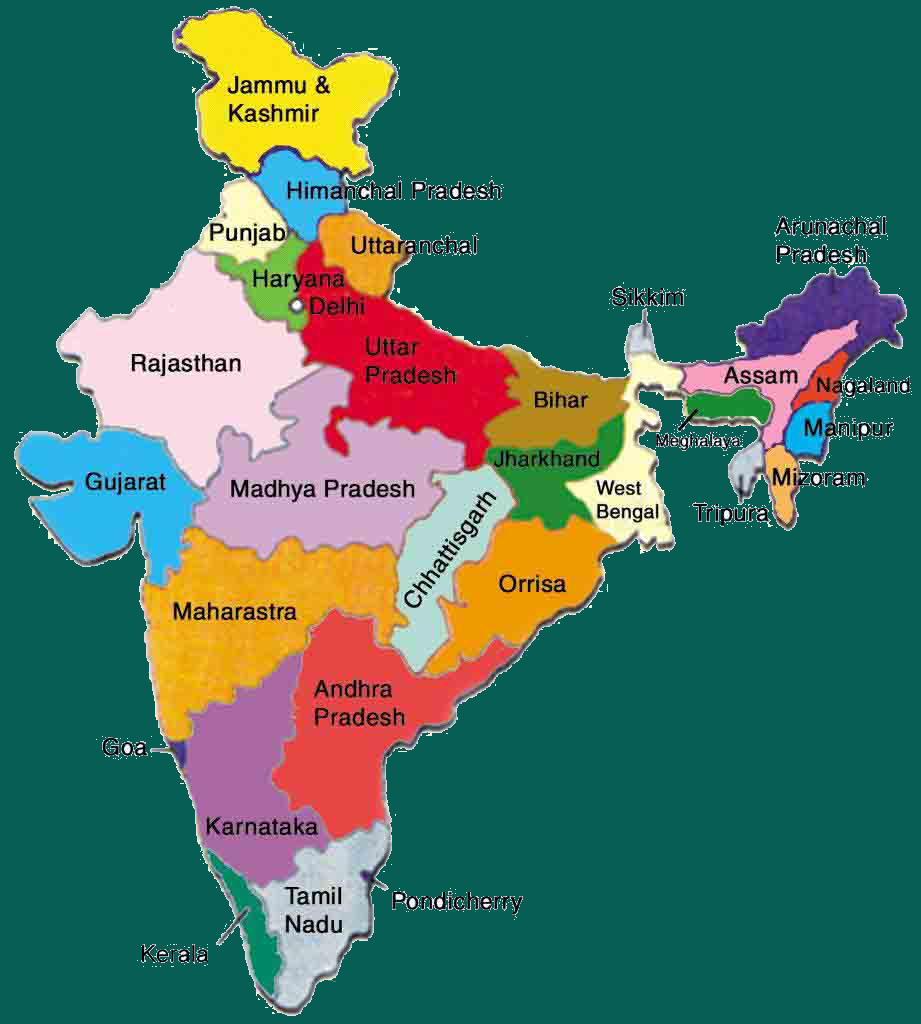 Jammu &
Kashmir
Himanchal Pradesh
Punjab
Uttaranchal
Arunachal
Pradesh
Haryana
Delhi
Sikkim
Rajasthan
Uttar
Pradesh
Assam
Nagaland
Bihar
Manipur
Meghalaya
Jharkhand
Gujarat
Madhya Pradesh
Mizoram
West
Bengal
Tripura
Chhattisgarh
Orrisa
Maharastra
Andhra
Pradesh
Goa
Karnataka
Tamil
Nadu
Pondicherry
Kerala